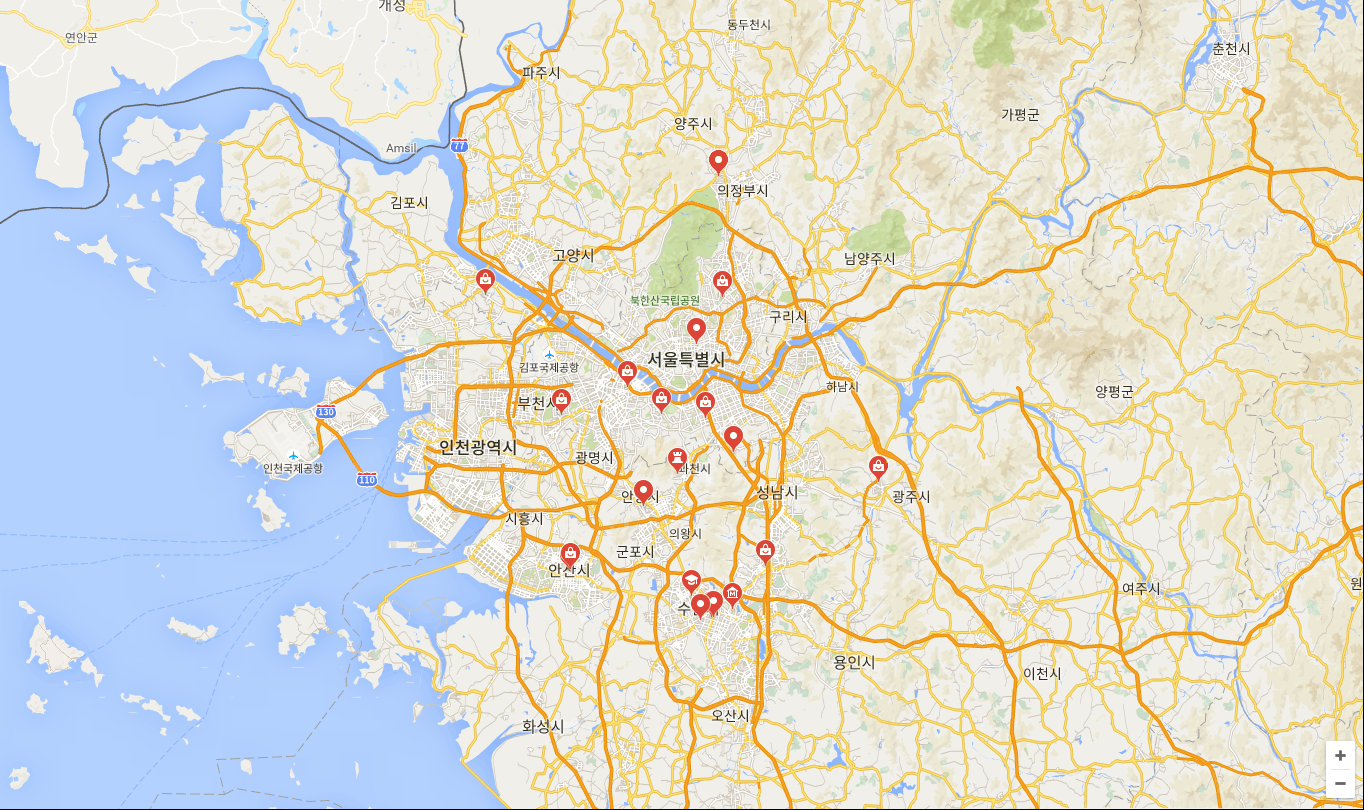 개성
연안군
동두천시
춘천시
파주시
가평군
양주시
Amsil
77
의정부시
김포시
고양시
남양주시
북한산국립공원
구리시
서울특별시
김포국제공항
하남시
양평군
부천시
130
인천광역시
광명시
과천시
인천국제공항
110
성남시
광주시
시흥시
의왕시
군포시
안산시
여주시
용인시
이천시
오산시
화성시
+
−